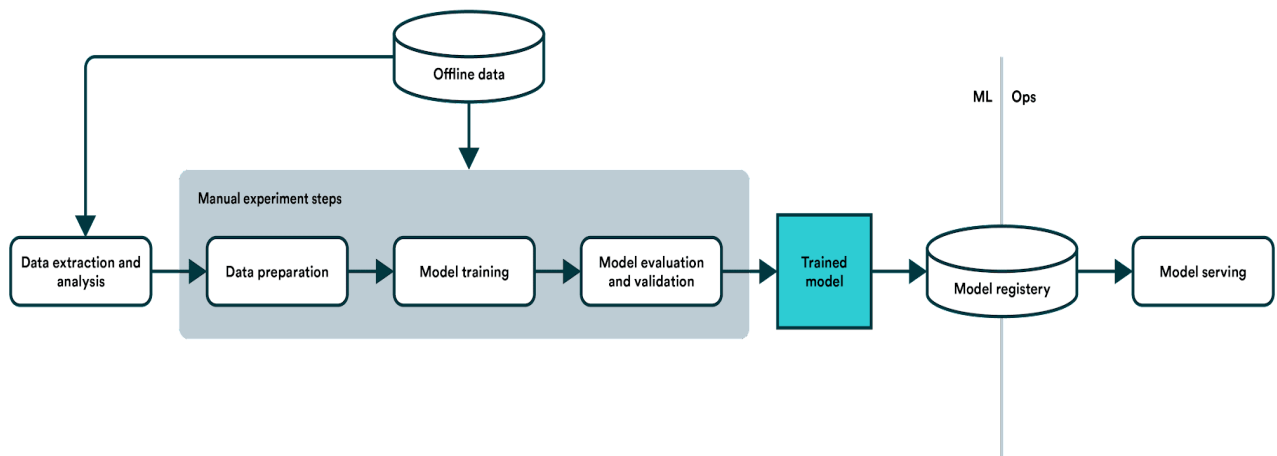 Offline data
ML
Ops
Manual experiment steps
Data extraction and
analysis
Data preparation
Model training
Model evaluation
and validation
Trained
model
Model registery
Model serving